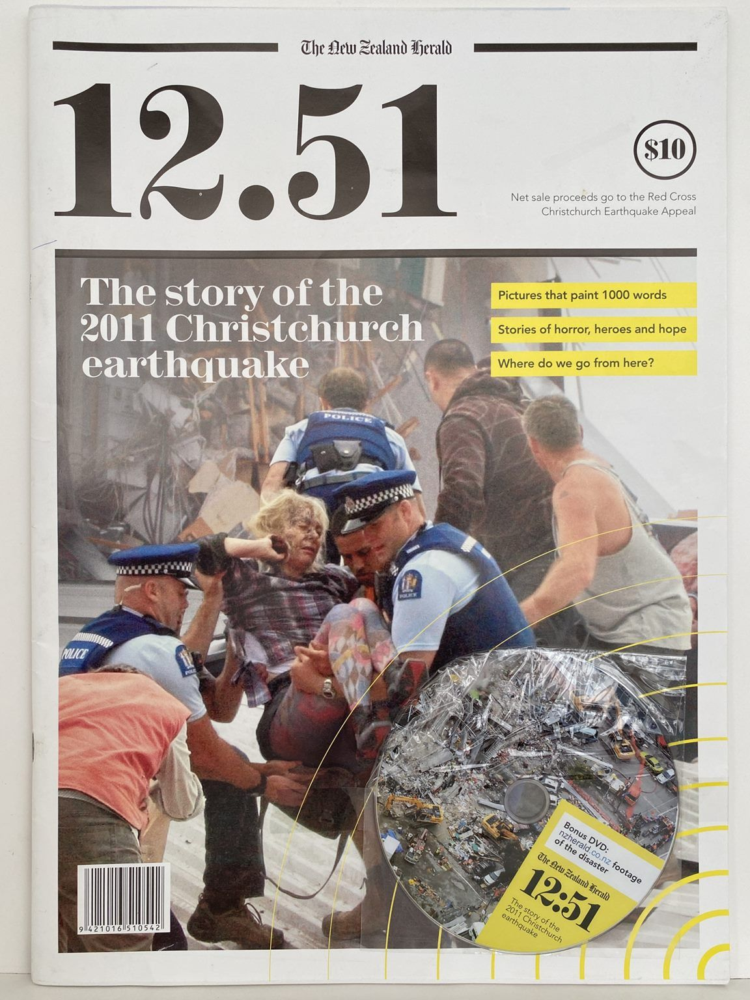 The New Zealand Herald
12.51
$10
Net sale proceeds go to the Red Cross
Christchurch Earthquake Appeal
The story of the
2011 Christchurch
earthquake
Pictures that paint 1000 words
Stories of horror, heroes and hope
Where do we go from here?
POLICE
POLICE
POLICE
Bonus DVD:
nzherald.co.nz footage
of the disaster
The New Zealand Herald
12:51
The story of the
2011 Christchurch
earthquake
9 421016 510542